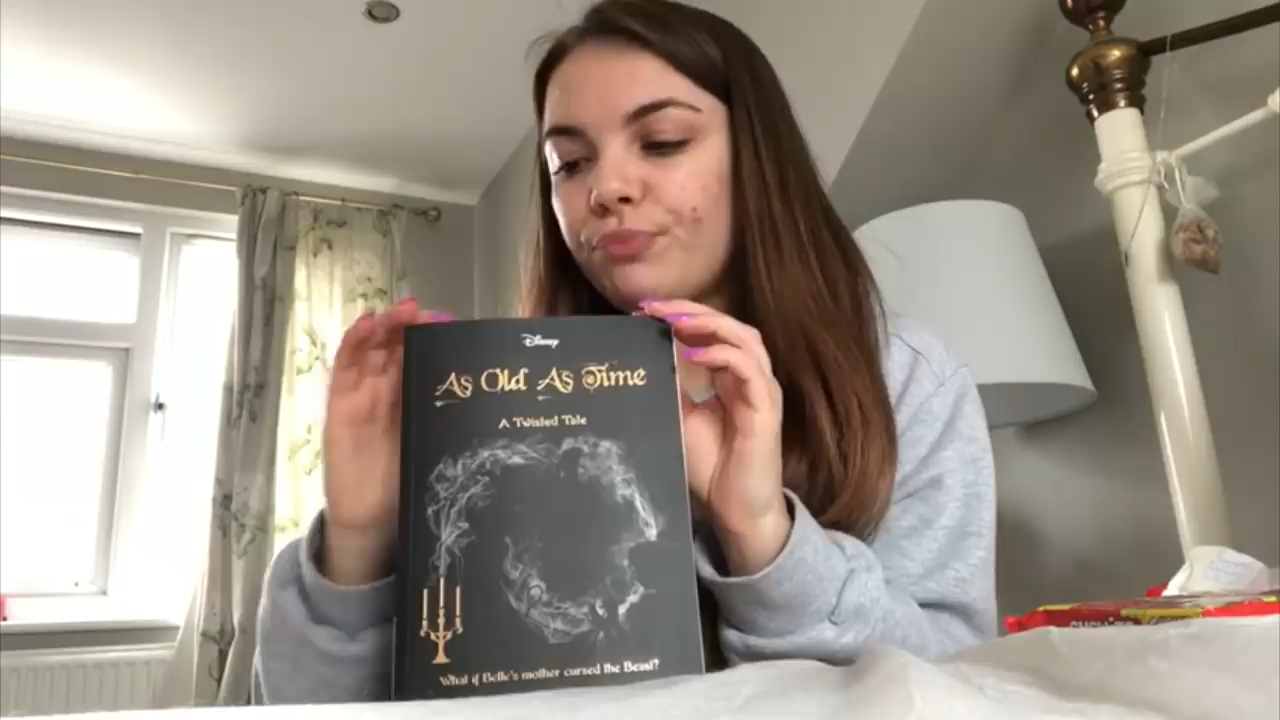 Disney
As Old As Time
A Twisted Tale
What if Belle's mother cursed the Beast?